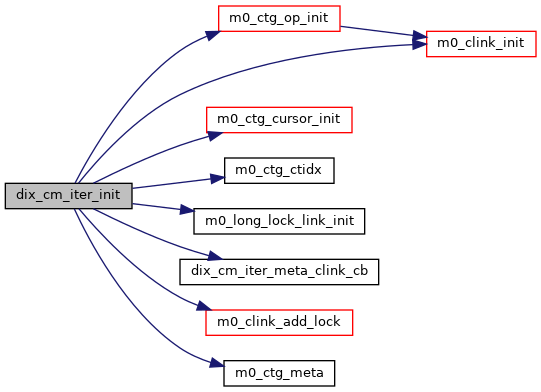 m0_ctg_op_init
m0_clink_init
m0_ctg_cursor_init
m0_ctg_ctidx
dix_cm_iter_init
m0_long_lock_link_init
dix_cm_iter_meta_clink_cb
m0_clink_add_lock
m0_ctg_meta